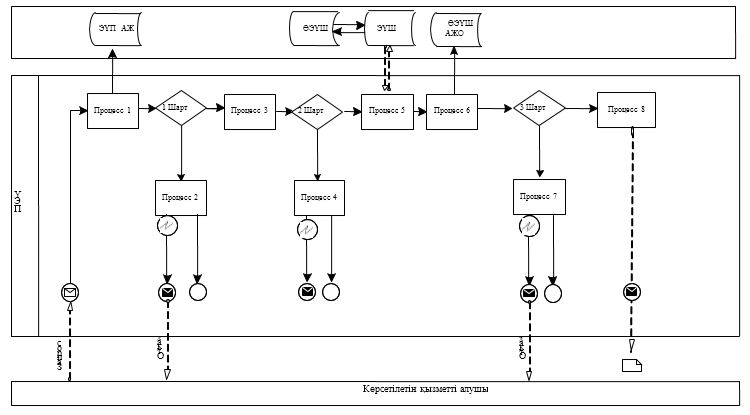 ЭҮП АЖ
ӨЭҮШ
ЭҮШ
ӨЭҮШ
АЖО
Процесс 1
1 Шарт
Процесс 3
2 Шарт
Процесс 5
Процесс 6
3 Шарт
Процесс 8
Процесс 2
Процесс 4
Процесс 7
Ү
Э
П
Көрсетілетін қызметті алушы